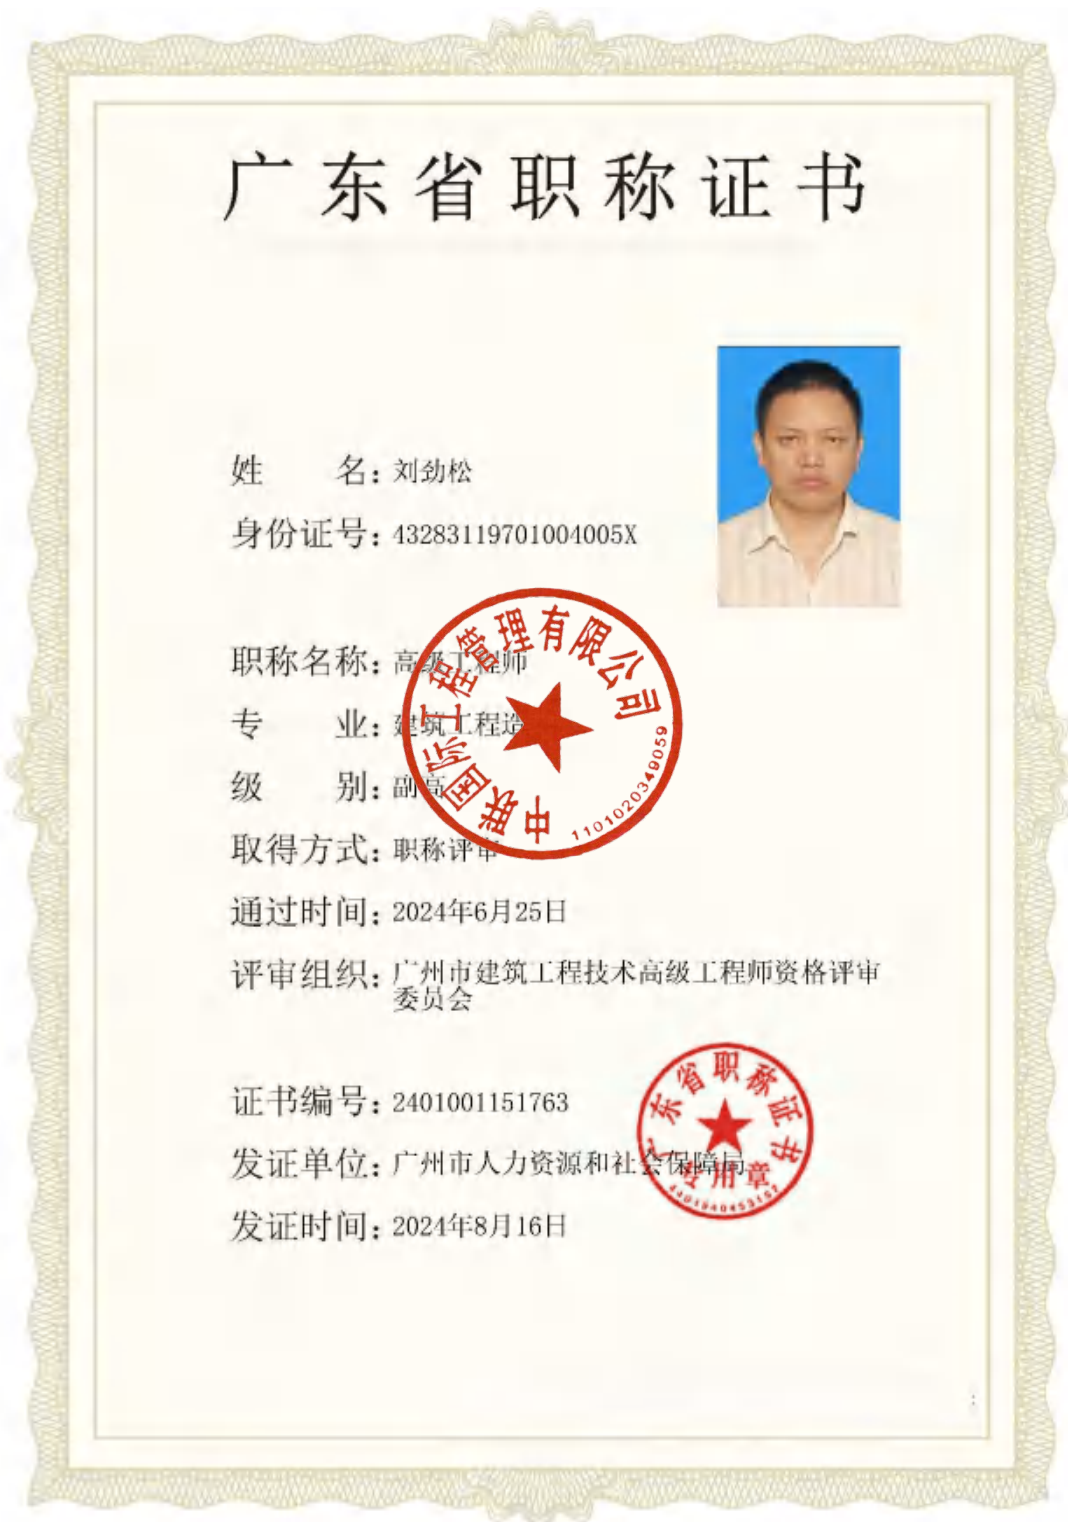 广东省职称证书
姓 名：刘劲松
身份证号：43283119701004005X
职称名称：高级工程师
专 业：建筑工程造
级 别：副高
取得方式：职称评审
通过时间：2024年6月25日
评审组织：广州市建筑工程技术高级工程师资格评审
委员会
中联国际工程管理有限公司
1101020349059
证书编号：2401001151763
发证单位：广州市人力资源和社会保障局
发证时间：2024年8月16日
广东省职称证书
专用章